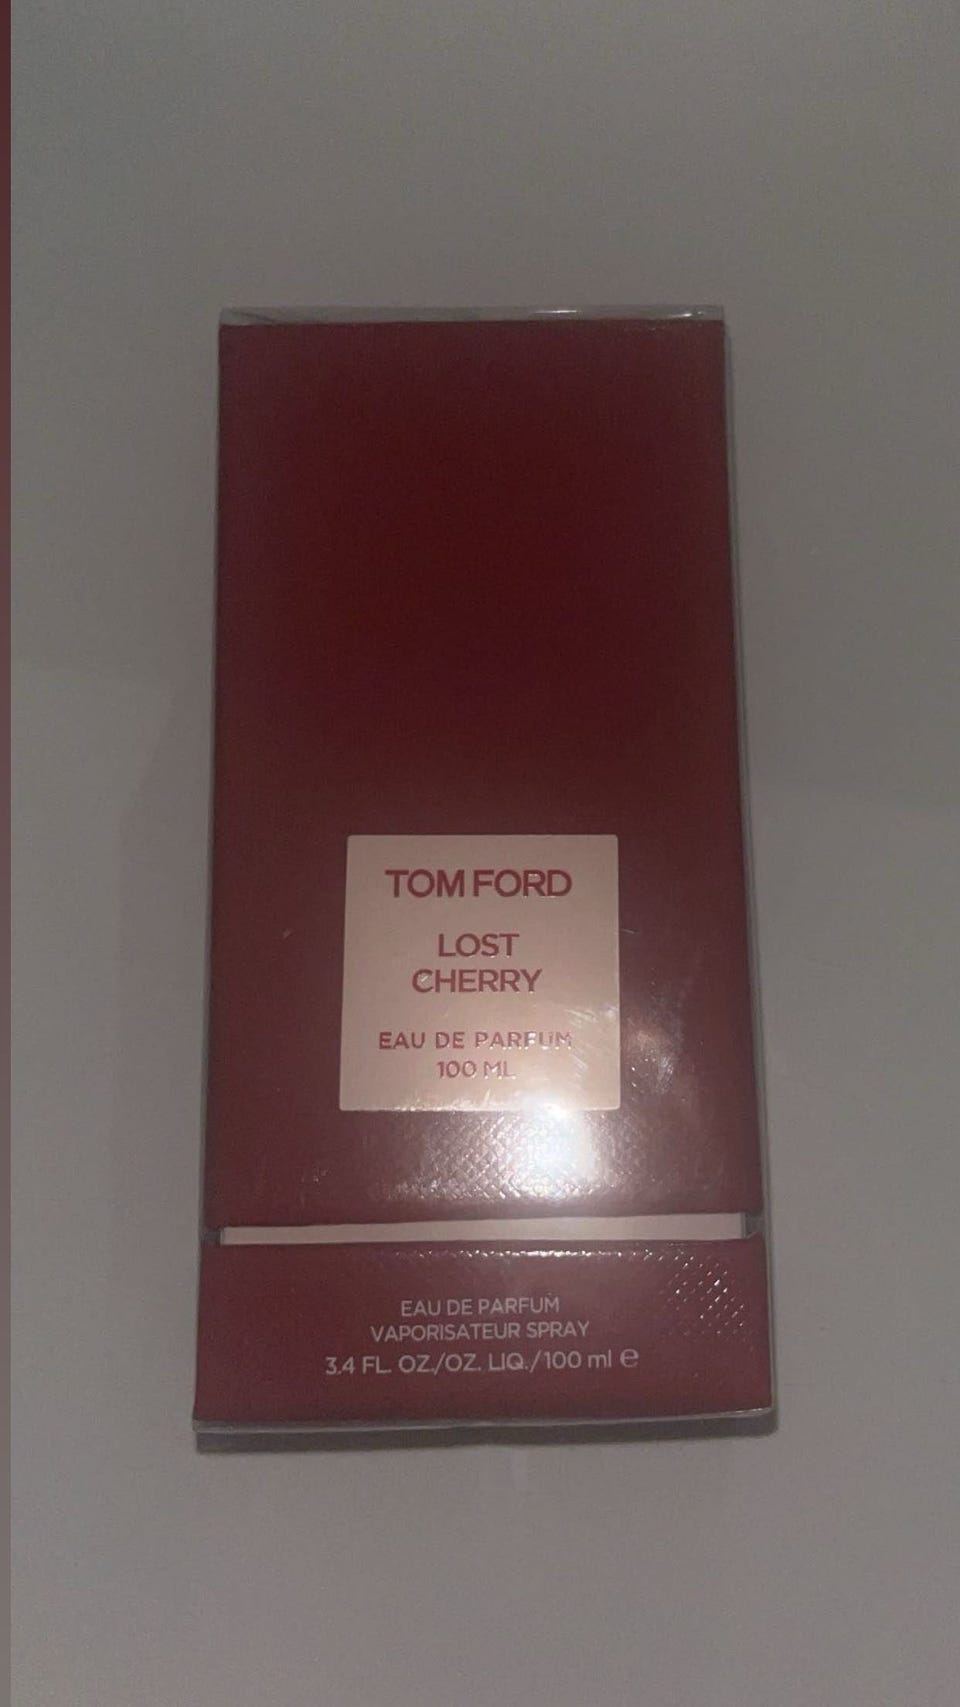 TOM FORD
LOST
CHERRY
EAU DE PARFUM
100 ML
EAU DE PARFUM
VAPORISATEUR SPRAY
3.4 FL. OZ./OZ. LIQ./100 ml ℮